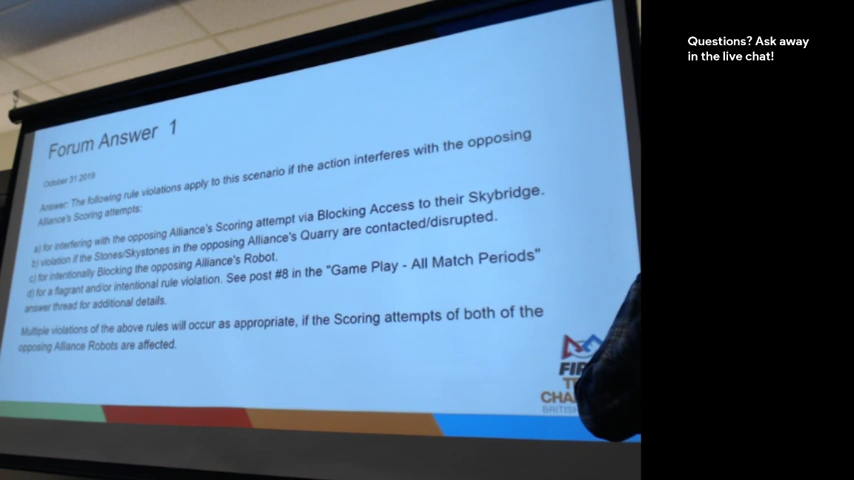 Questions? Ask away
in the live chat!
Forum Answer 1
October 31 2019
Answer: The following rule violations apply to this scenario if the action interferes with the opposing
Alliance's Scoring attempts:
a) for interfering with the opposing Alliance's Scoring attempt via Blocking Access to their Skybridge.
b) violation if the Stones/Skystones in the opposing Alliance's Quarry are contacted/disrupted.
c) for intentionally Blocking the opposing Alliance's Robot.
d) for a flagrant and/or intentional rule violation. See post #8 in the "Game Play - All Match Periods"
answer thread for additional details.
Multiple violations of the above rules will occur as appropriate, if the Scoring attempts of both of the
opposing Alliance Robots are affected.